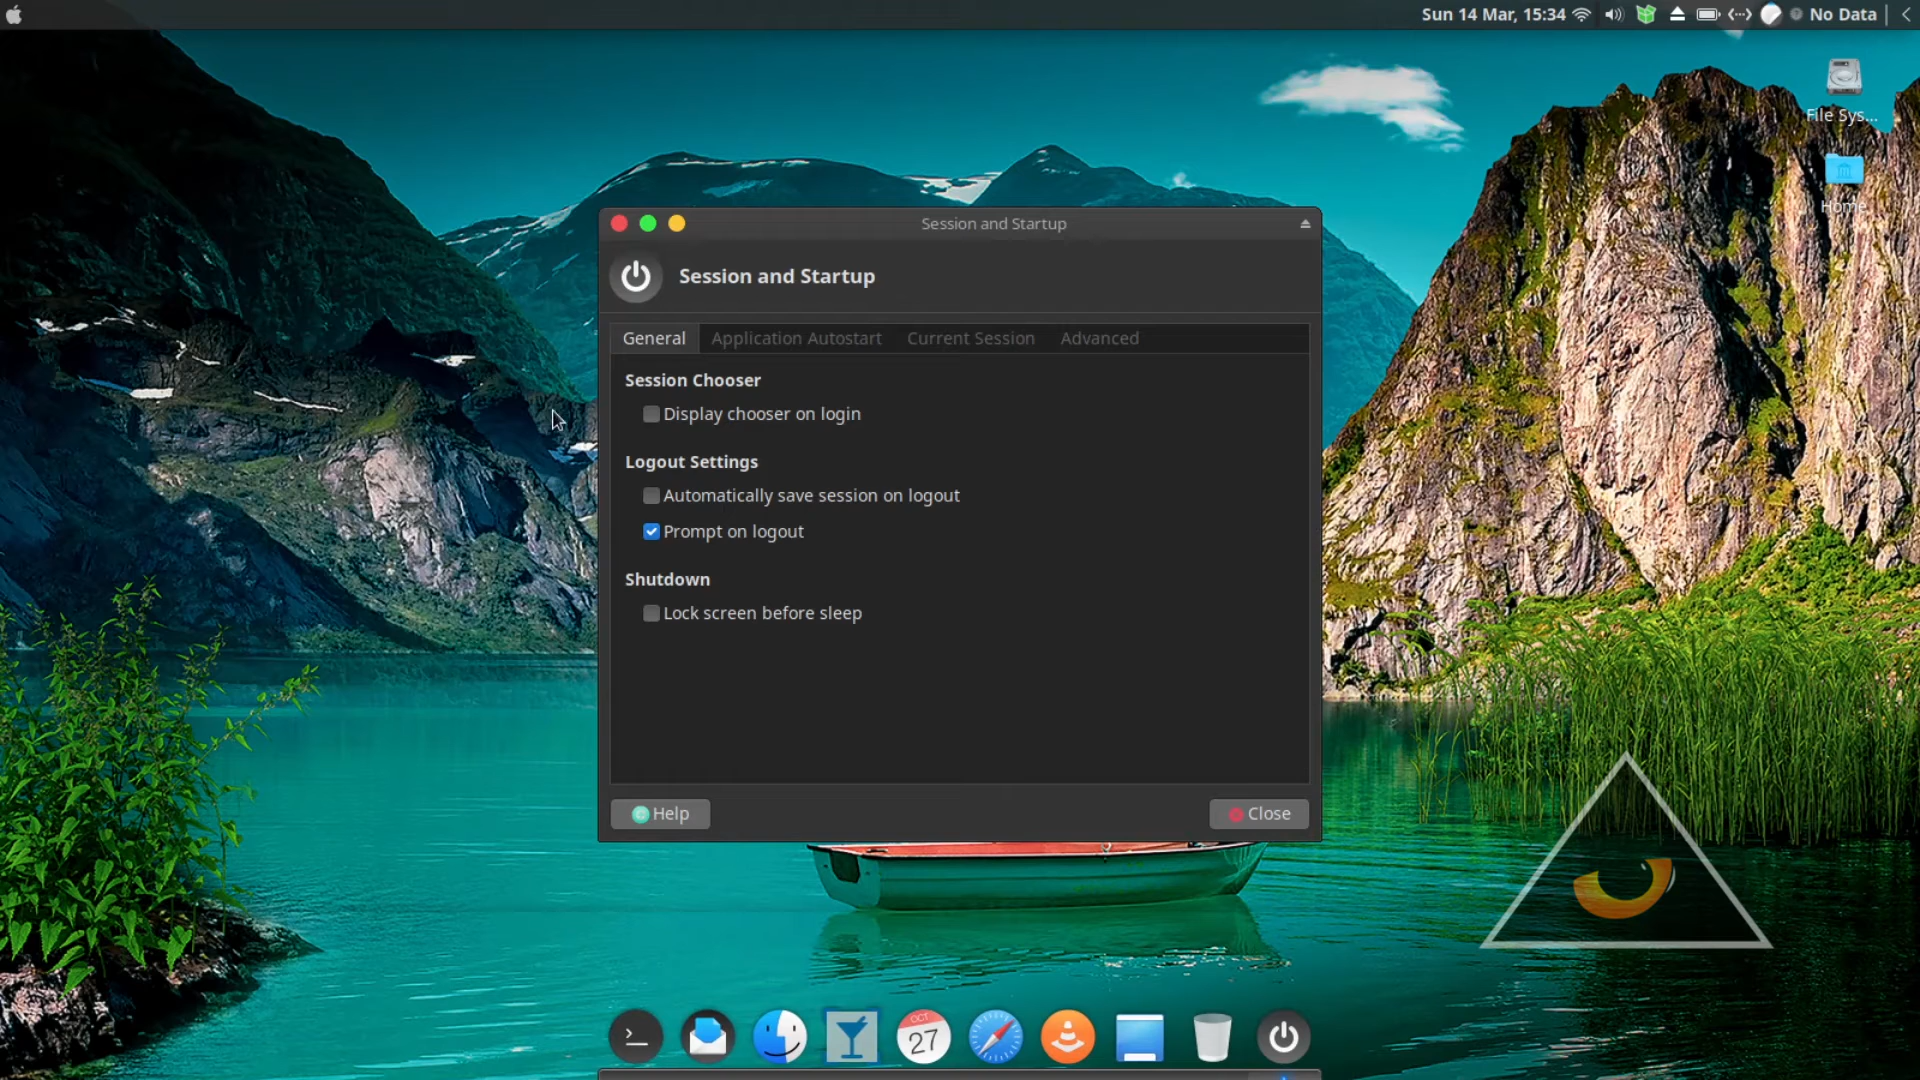 Sun 14 Mar, 15:34
No Data
File Sys...
Home
Session and Startup
Session and Startup
General
Application Autostart
Current Session
Advanced
Session Chooser
Display chooser on login
Logout Settings
Automatically save session on logout
Prompt on logout
Shutdown
Lock screen before sleep
Help
Close
OCT
27